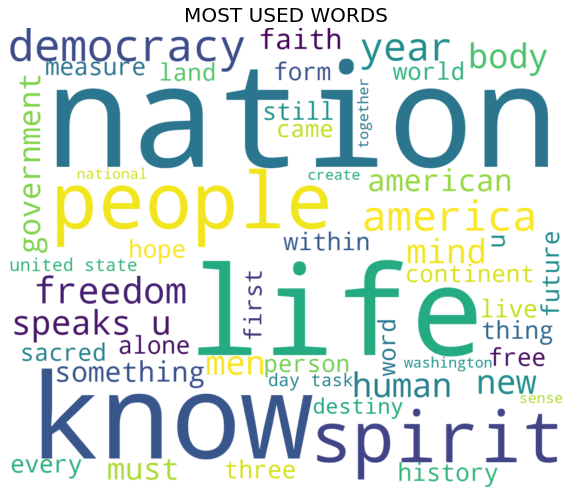 MOST USED WORDS
democracy faith year body
measure land form world
nation
still together
came
government
national create
people american
america
hope within mind u
united state continent future
life
freedom first live
speaks u word thing
sacred alone
men person washington free
something day task human new
sense
know destiny
spirit
every must three history